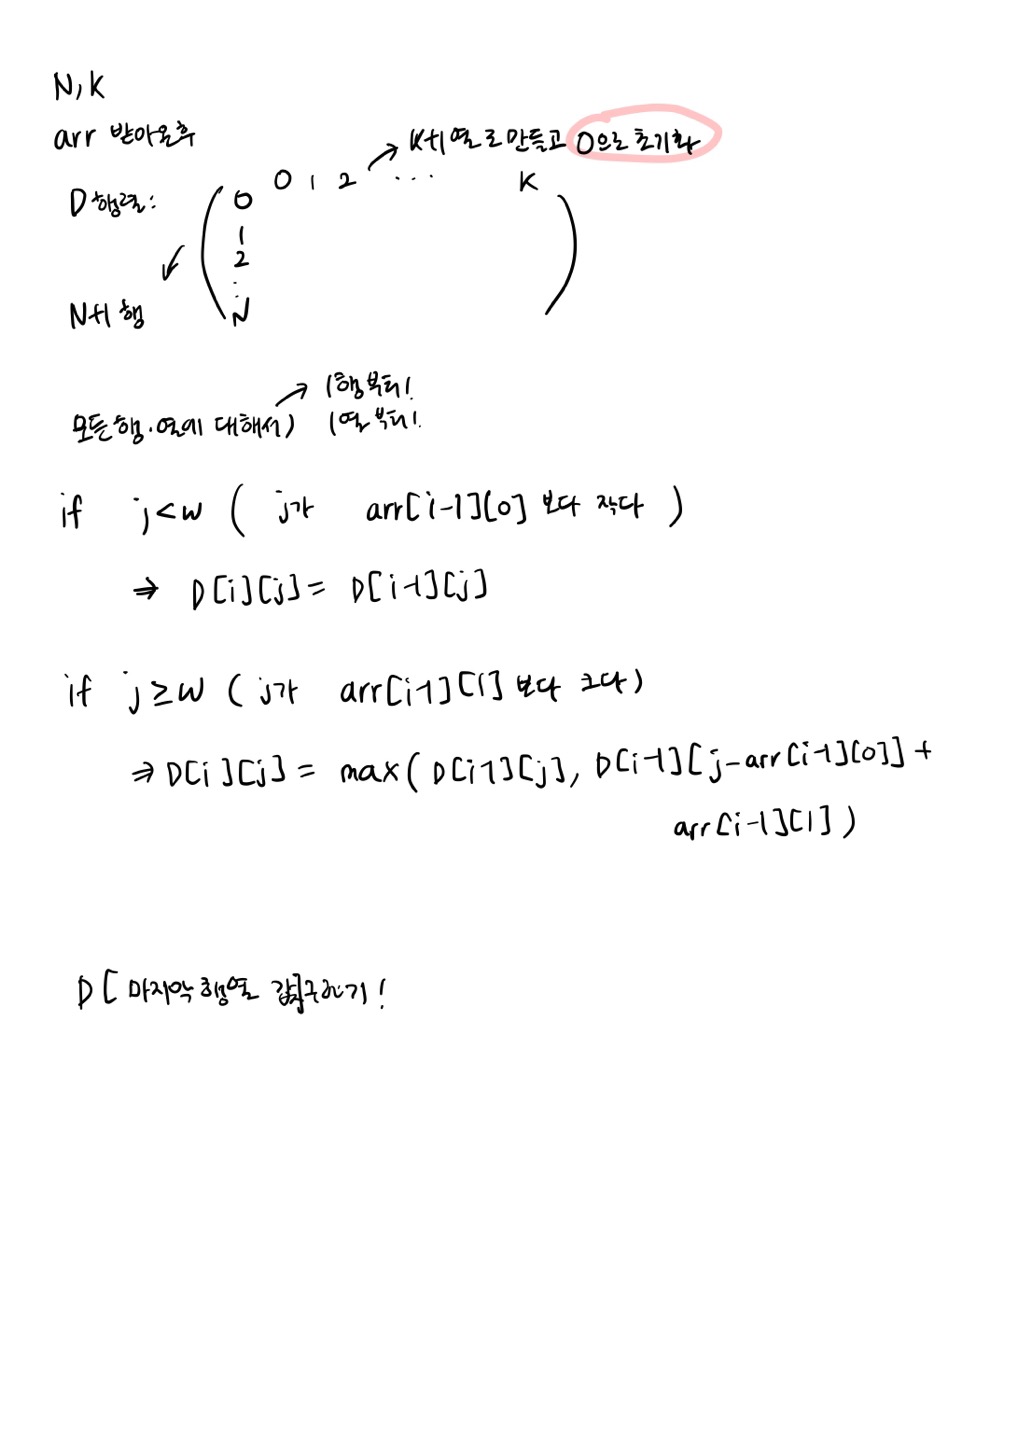 N, K
arr 받아온후
K+1열로 만들고 0으로 초기화
D행렬:
0 1 2 ... K
0
1
2
:
N
N+1행
1행부터!
모든행.열에 대해서) 1열부터!
if j<w ( j가 arr[i-1][0] 보다 작다 )
⇒ D[i][j] = D[i-1][j]
if j≥w ( j가 arr[i-1][1] 보다 크다)
⇒ D[i][j] = max( D[i-1][j], D[i-1][j-arr[i-1][0]] +
arr[i-1][1] )
D[ 마지막 행열 값]구하기!